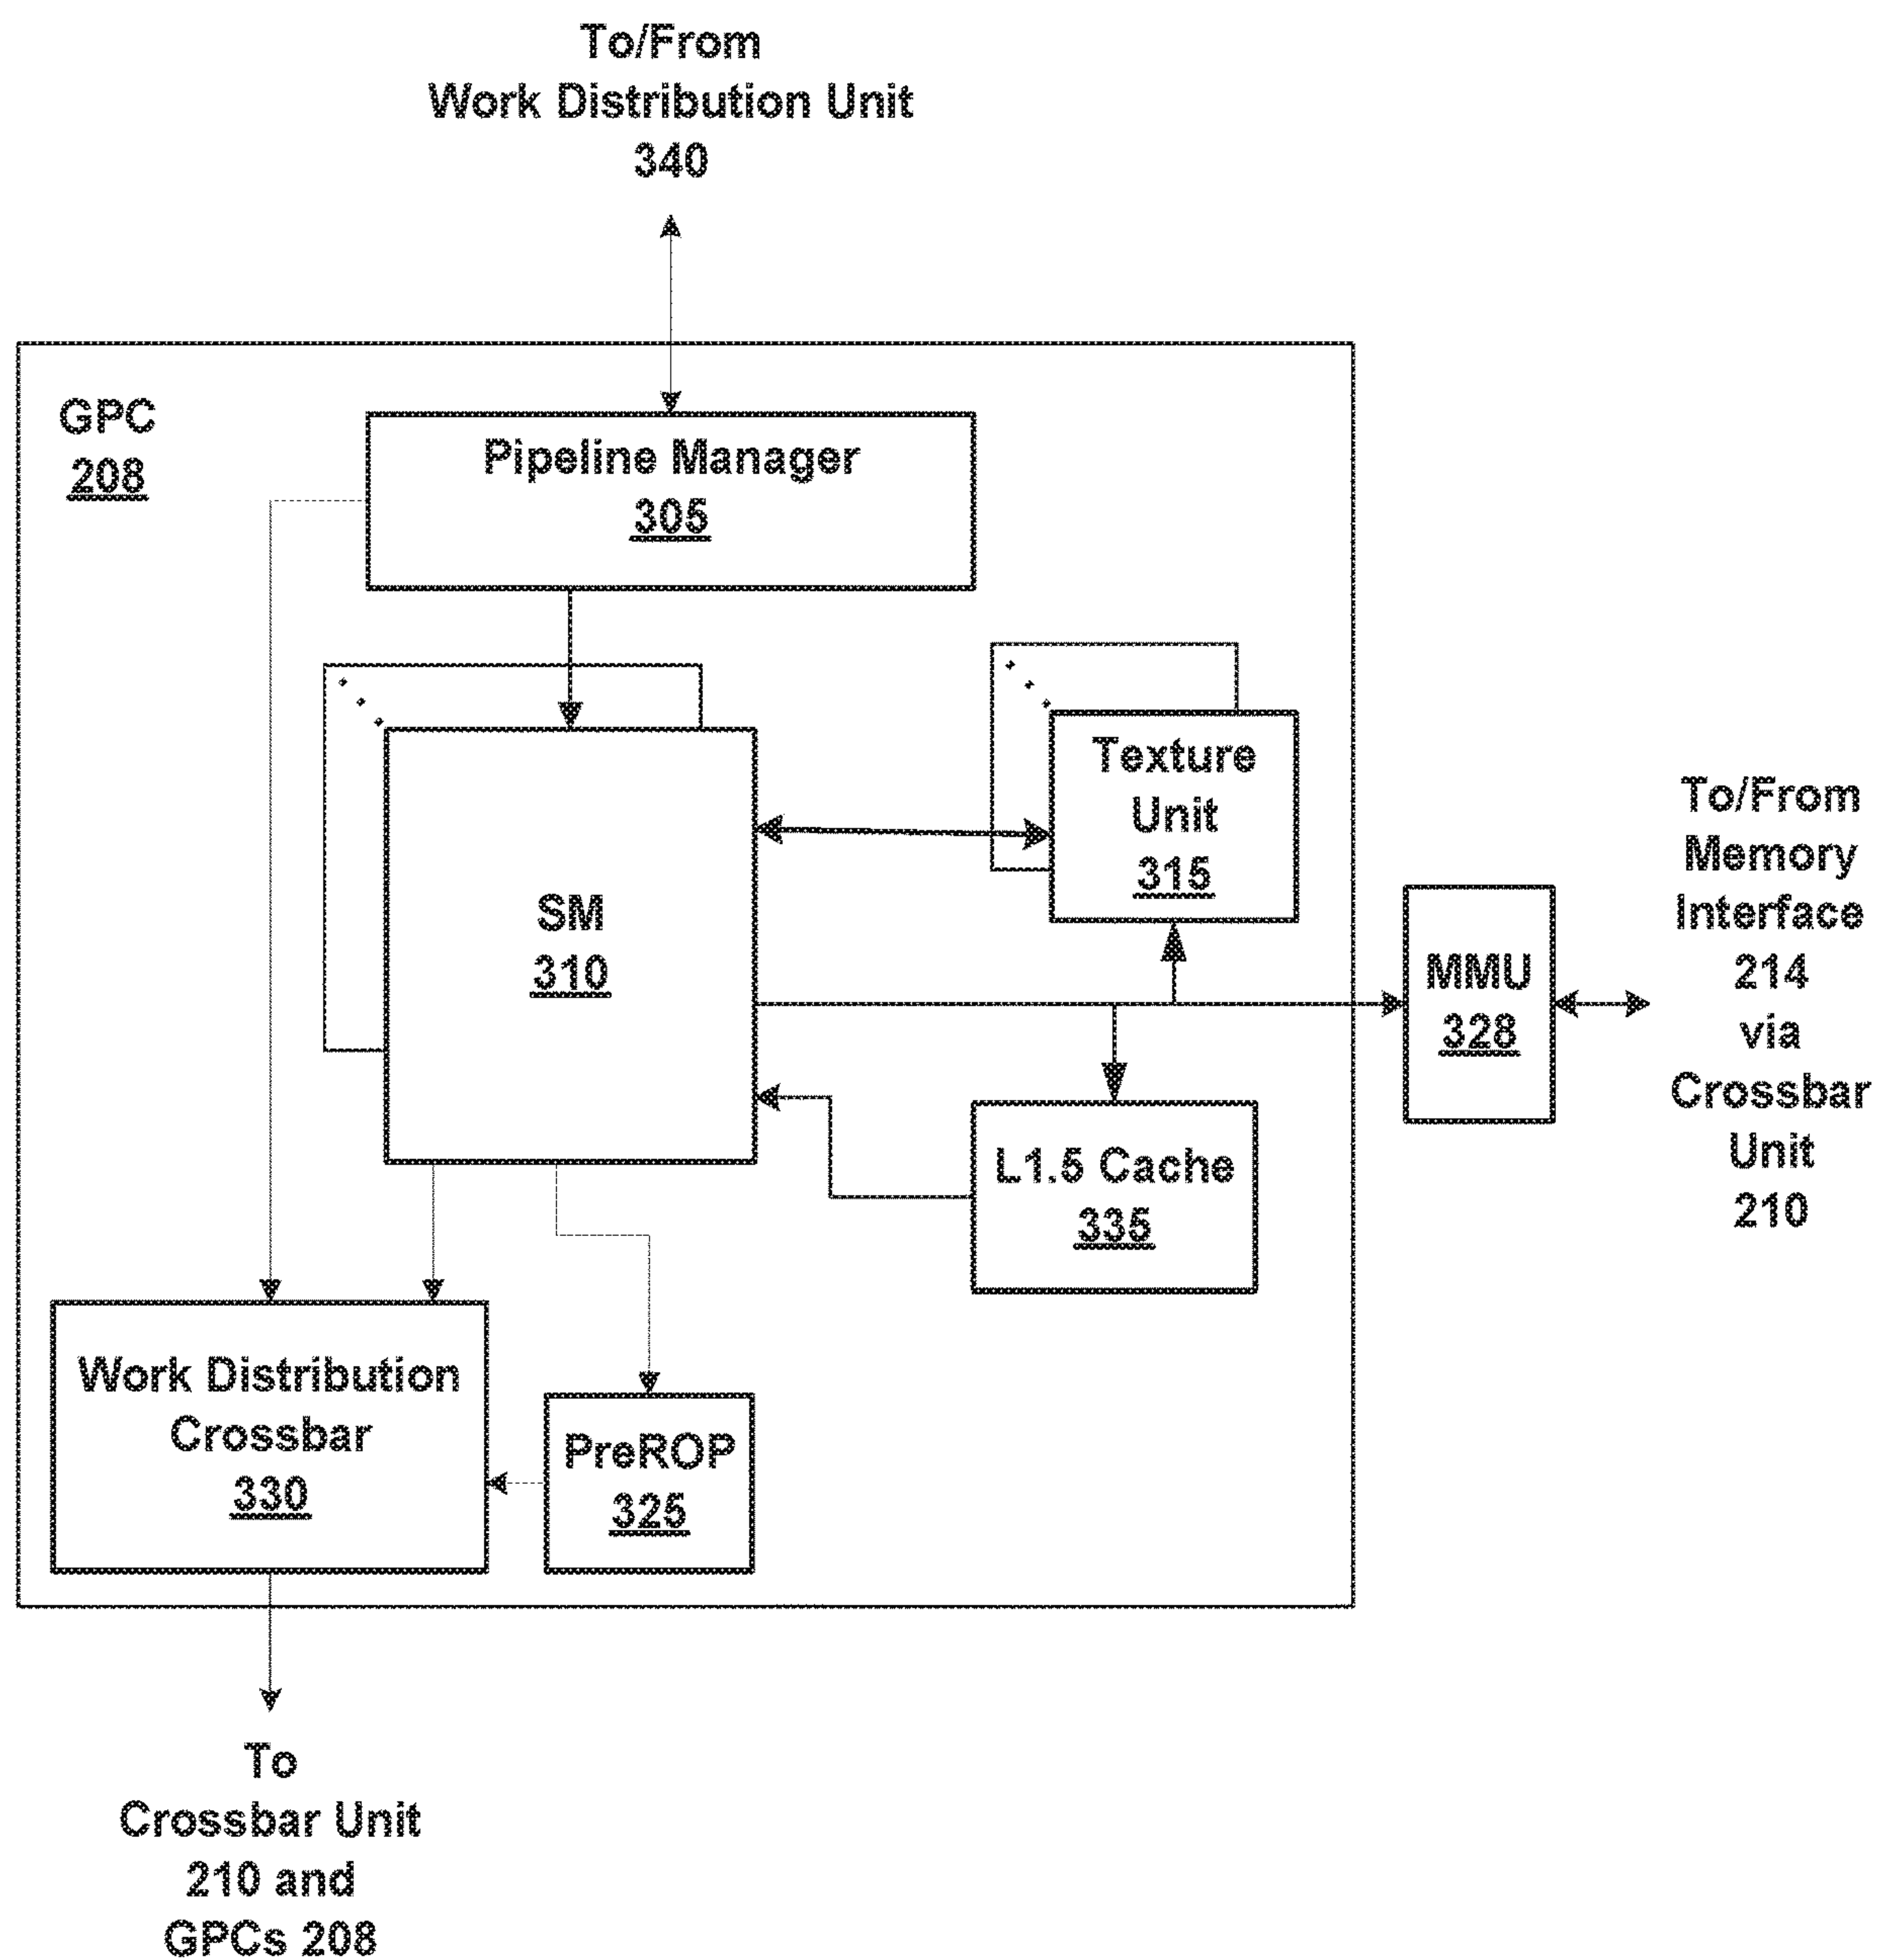 To/From
Work Distribution Unit
340
GPC
208
Pipeline Manager
305
Texture
Unit
315
SM
310
To/From
Memory
Interface
214
via
Crossbar
Unit
210
MMU
328
L1.5 Cache
335
Work Distribution
Crossbar
330
PreROP
325
To
Crossbar Unit
210 and
GPCs 208